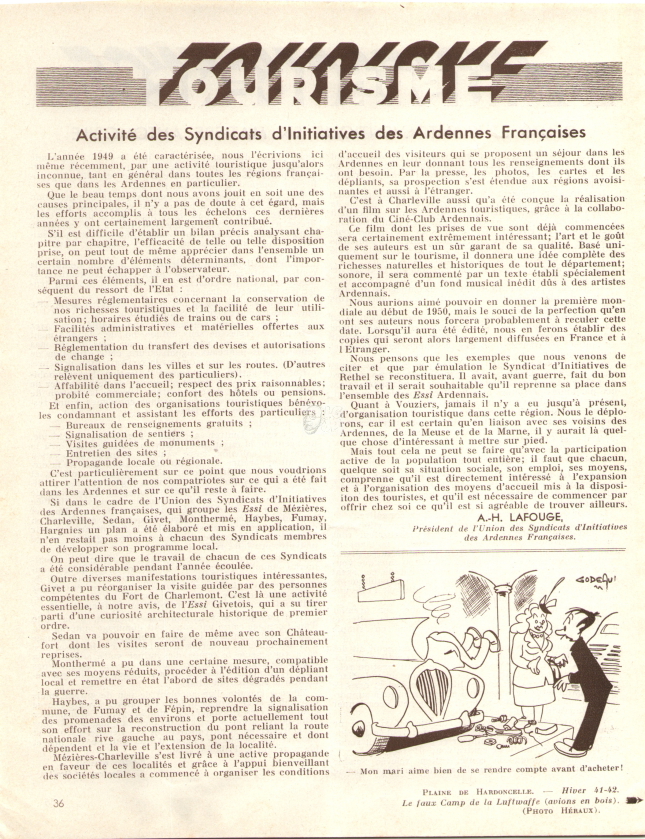 TOURISME
Activité des Syndicats d'Initiatives des Ardennes Françaises
L'année 1949 a été caractérisée, nous l'écrivions ici
même récemment, par une activité touristique jusqu'alors
inconnue, tant en général dans toutes les régions françai-
ses que dans les Ardennes en particulier.
Que le beau temps dont nous avons joui en soit une des
causes principales, il n'y a pas de doute à cet égard, mais
les efforts accomplis à tous les échelons ces dernières
années y ont certainement largement contribué.
S'il est difficile d'établir un bilan précis analysant cha-
pitre par chapitre, l'efficacité de telle ou telle disposition
prise, on peut tout de même apprécier dans l'ensemble un
certain nombre d'éléments déterminants, dont l'impor-
tance ne peut échapper à l'observateur.
Parmi ces éléments, il en est d'ordre national, par con-
séquent du ressort de l'Etat :
— Mesures réglementaires concernant la conservation de
nos richesses touristiques et la facilité de leur utili-
sation ; horaires étudiés de trains ou de cars ;
— Facilités administratives et matérielles offertes aux
étrangers ;
— Réglementation du transfert des devises et autorisations
de change ;
— Signalisation dans les villes et sur les routes. (D'autres
relèvent uniquement des particuliers).
— Affabilité dans l'accueil; respect des prix raisonnables;
probité commerciale; confort des hôtels ou pensions.
Et enfin, action des organisations touristiques bénévo-
les condamnant et assistant les efforts des particuliers :
— Bureaux de renseignements gratuits ;
— Signalisation de sentiers ;
— Visites guidées de monuments ;
— Entretien des sites ;
— Propagande locale ou régionale.
C'est particulièrement sur ce point que nous voudrions
attirer l'attention de nos compatriotes sur ce qui a été fait
dans les Ardennes et sur ce qu'il reste à faire.
Si dans le cadre de l'Union des Syndicats d'Initiatives
des Ardennes françaises, qui groupe les Essi de Mézières,
Charleville, Sedan, Givet, Monthermé, Haybes, Fumay,
Hargnies un plan a été élaboré et mis en application, il
n'en restait pas moins à chacun des Syndicats membres
de développer son programme local.
On peut dire que le travail de chacun de ces Syndicats
a été considérable pendant l'année écoulée.
Outre diverses manifestations touristiques intéressantes,
Givet a pu réorganiser la visite guidée par des personnes
compétentes du Fort de Charlemont. C'est là une activité
essentielle, à notre avis, de l'Essi Givetois, qui a su tirer
parti d'une curiosité architecturale historique de premier
ordre.
Sedan va pouvoir en faire de même avec son Château-
fort dont les visites seront de nouveau prochainement
reprises.
Monthermé a pu dans une certaine mesure, compatible
avec ses moyens réduits, procéder à l'édition d'un dépliant
local et remettre en état l'abord de sites dégradés pendant
la guerre.
Haybes, a pu grouper les bonnes volontés de la com-
mune, de Fumay et de Fépin, reprendre la signalisation
des promenades des environs et porte actuellement tout
son effort sur la reconstruction du pont reliant la route
nationale rive gauche au pays, pont nécessaire et dont
dépendent et la vie et l'extension de la localité.
Mézières-Charleville s'est livré à une active propagande
en faveur de ces localités et grâce à l'appui bienveillant
des sociétés locales a commencé à organiser les conditions
d'accueil des visiteurs qui se proposent un séjour dans les
Ardennes en leur donnant tous les renseignements dont ils
ont besoin. Par la presse, les photos, les cartes et les
dépliants, sa prospection s'est étendue aux régions avoisi-
nantes et aussi à l'étranger.
C'est à Charleville aussi qu'a été conçue la réalisation
d'un film sur les Ardennes touristiques, grâce à la collabo-
ration du Ciné-Club Ardennais.
Ce film dont les prises de vue sont déjà commencées
sera certainement extrêmement intéressant; l'art et le goût
de ses auteurs est un sûr garant de sa qualité. Basé uni-
quement sur le tourisme, il donnera une idée complète des
richesses naturelles et historiques de tout le département;
sonore, il sera commenté par un texte établi spécialement
et accompagné d'un fond musical inédit dûs à des artistes
Ardennais.
Nous aurions aimé pouvoir en donner la première mon-
diale au début de 1950, mais le souci de la perfection qu'en
ont ses auteurs nous forcera probablement à reculer cette
date. Lorsqu'il aura été édité, nous en ferons établir des
copies qui seront alors largement diffusées en France et à
l'Etranger.
Nous pensons que les exemples que nous venons de
citer et que par émulation le Syndicat d'Initiatives de
Rethel se reconstituera. Il avait, avant guerre, fait du bon
travail et il serait souhaitable qu'il reprenne sa place dans
l'ensemble des Essi Ardennais.
Quant à Vouziers, jamais il n'y a eu jusqu'à présent,
d'organisation touristique dans cette région. Nous le déplo-
rons, car il est certain qu'en liaison avec ses voisins des
Ardennes, de la Meuse et de la Marne, il y aurait là quel-
que chose d'intéressant à mettre sur pied.
Mais tout cela ne peut se faire qu'avec la participation
active de la population tout entière; il faut que chacun,
quelque soit sa situation sociale, son emploi, ses moyens,
comprenne qu'il est directement intéressé à l'expansion
et à l'organisation des moyens d'accueil mis à la disposi-
iton des touristes, et qu'il est nécessaire de commencer par
offrir chez soi ce qu'il est si agréable de trouver ailleurs.
A.-H. LAFOUGE,
Président de l'Union des Syndicats d'Initiatives
des Ardennes Françaises.
— Mon mari aime bien de se rendre compte avant d'acheter!
PLAINE DE HARDONCELLE. — Hiver 41-42.
Le faux Camp de la Luftwaffe (avions en bois).
(PHOTO HÉRAUX).
36